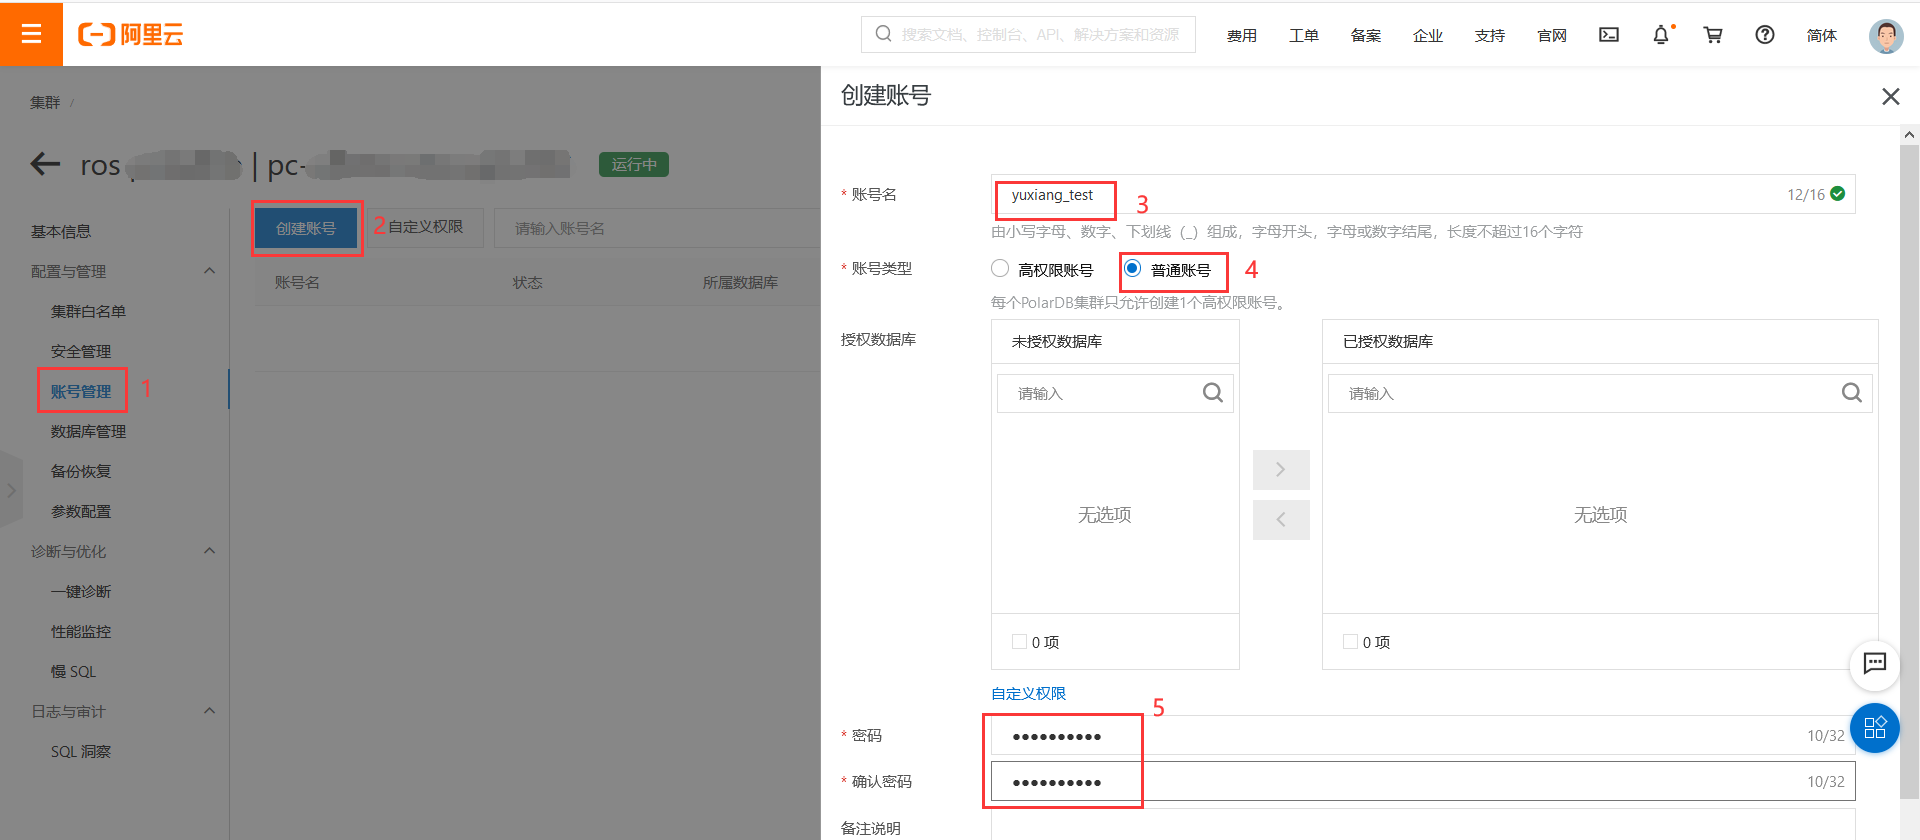 阿里云
搜索文档、控制台、API、解决方案和资源
费用 工单 备案 企业 支持 官网 简体
集群 /
ros | pc- 运行中
基本信息
配置与管理
集群白名单
安全管理
账号管理 1
数据库管理
备份恢复
参数配置
诊断与优化
一键诊断
性能监控
慢 SQL
日志与审计
SQL 洞察
创建账号 2 自定义权限 请输入账号名
账号名 状态 所属数据库
创建账号
* 账号名 yuxiang_test 3 12/16
由小写字母、数字、下划线（_）组成，字母开头，字母或数字结尾，长度不超过16个字符
* 账号类型 高权限账号 普通账号 4
每个PolarDB集群只允许创建1个高权限账号。
授权数据库 未授权数据库 已授权数据库
请输入 请输入
无选项 无选项
0 项 0 项
自定义权限
5
* 密码 •••••••••• 10/32
* 确认密码 •••••••••• 10/32
备注说明